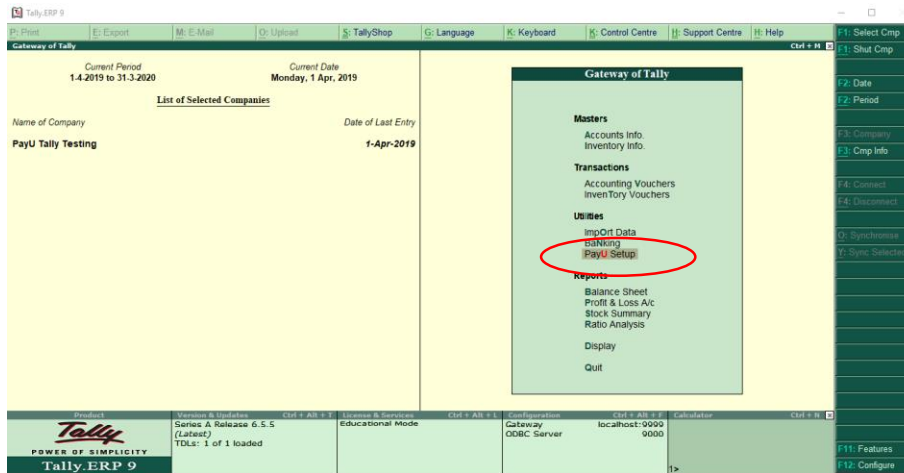 Tally.ERP 9
P: Print E: Export M: E-Mail O: Upload S: TallyShop G: Language K: Keyboard K: Control Centre H: Support Centre H: Help
Gateway of Tally Ctrl + M
Current Period Current Date
1-4-2019 to 31-3-2020 Monday, 1 Apr, 2019
List of Selected Companies
Name of Company Date of Last Entry
PayU Tally Testing 1-Apr-2019
Gateway of Tally
Masters
Accounts Info.
Inventory Info.
Transactions
Accounting Vouchers
InvenTory Vouchers
Utilities
ImpOrt Data
BaNking
PayU Setup
Reports
Balance Sheet
Profit & Loss A/c
Stock Summary
Ratio Analysis
Display
Quit
F1: Select Cmp
F1: Shut Cmp
F2: Date
F2: Period
F3: Company
F3: Cmp Info
F4: Connect
F4: Disconnect
Q: Synchronise
Y: Sync Selected
F11: Features
F12: Configure
Product
Tally
POWER OF SIMPLICITY
Tally.ERP 9
Version & Updates Ctrl + Alt + T
Series A Release 6.5.5
(Latest)
TDLs: 1 of 1 loaded
License & Services Ctrl + Alt + L
Educational Mode
Configuration Ctrl + Alt + F
Gateway localhost:9999
ODBC Server 9000
Calculator Ctrl + N
1>